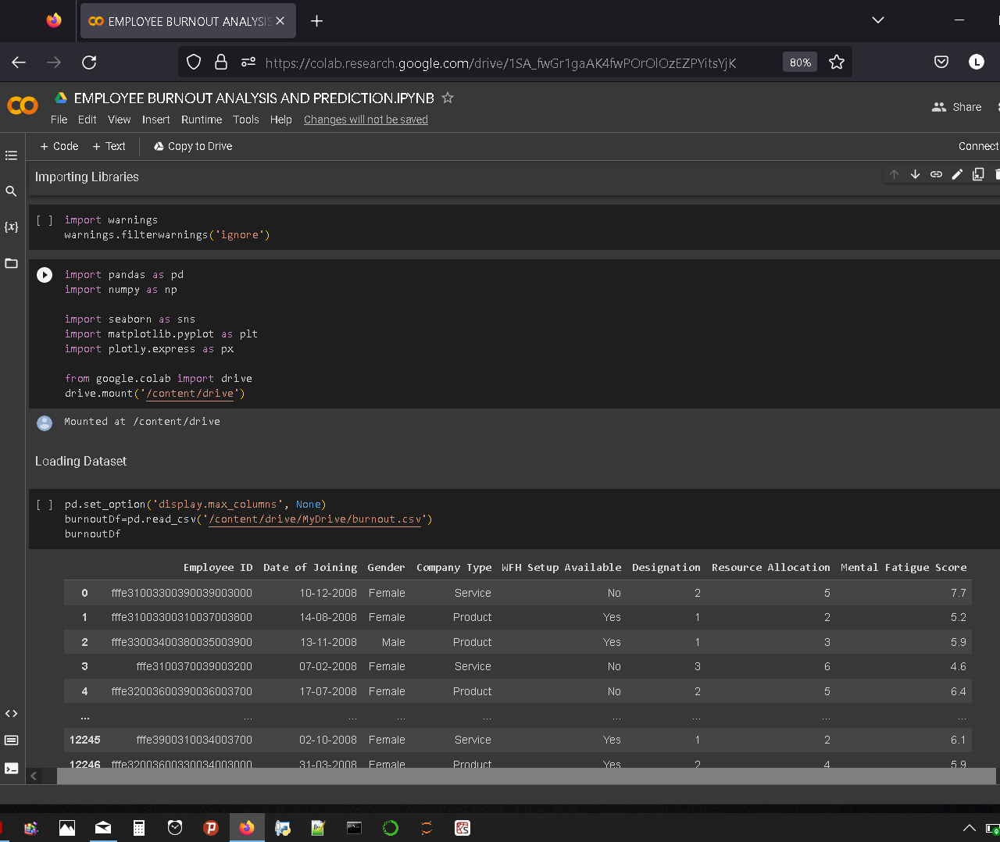 EMPLOYEE BURNOUT ANALYSIS
https://colab.research.google.com/drive/1SA_fwGr1gaAK4fwPOrOlOzEZPYitsYjK
80%
L
EMPLOYEE BURNOUT ANALYSIS AND PREDICTION.IPYNB
File Edit View Insert Runtime Tools Help Changes will not be saved
Share
+ Code + Text Copy to Drive
Connect
Importing Libraries
[ ] import warnings
warnings.filterwarnings('ignore')
import pandas as pd
import numpy as np
import seaborn as sns
import matplotlib.pyplot as plt
import plotly.express as px
from google.colab import drive
drive.mount('/content/drive')
Mounted at /content/drive
Loading Dataset
[ ] pd.set_option('display.max_columns', None)
burnoutDf=pd.read_csv('/content/drive/MyDrive/burnout.csv')
burnoutDf
Employee ID Date of Joining Gender Company Type WFH Setup Available Designation Resource Allocation Mental Fatigue Score
0 fffe31003300390039003000 10-12-2008 Female Service No 2 5 7.7
1 fffe31003300310037003800 14-08-2008 Female Product Yes 1 2 5.2
2 fffe33003400380035003900 13-11-2008 Male Product Yes 1 3 5.9
3 fffe3100370039003200 07-02-2008 Female Service No 3 6 4.6
4 fffe32003600390036003700 17-07-2008 Female Product No 2 5 6.4
... ... ... ... ... ... ... ... ...
12245 fffe3900310034003700 02-10-2008 Female Service Yes 1 2 6.1
12246 fffe32003600330034003000 31-03-2008 Female Product Yes 2 4 5.9